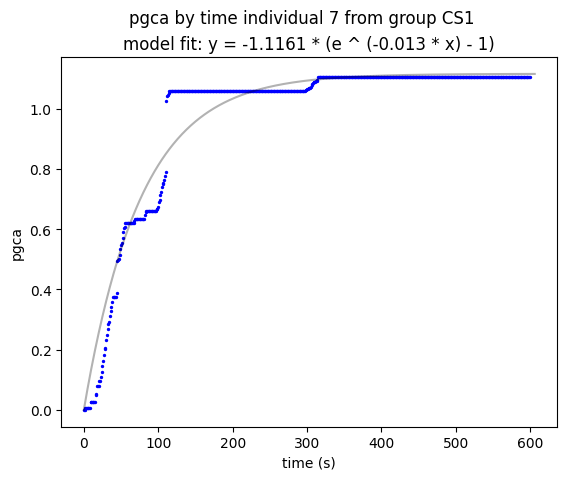 pgca by time individual 7 from group CS1
model fit: y = -1.1161 * (e ^ (-0.013 * x) - 1)
pgca
1.0
0.8
0.6
0.4
0.2
0.0
0 100 200 300 400 500 600
time (s)